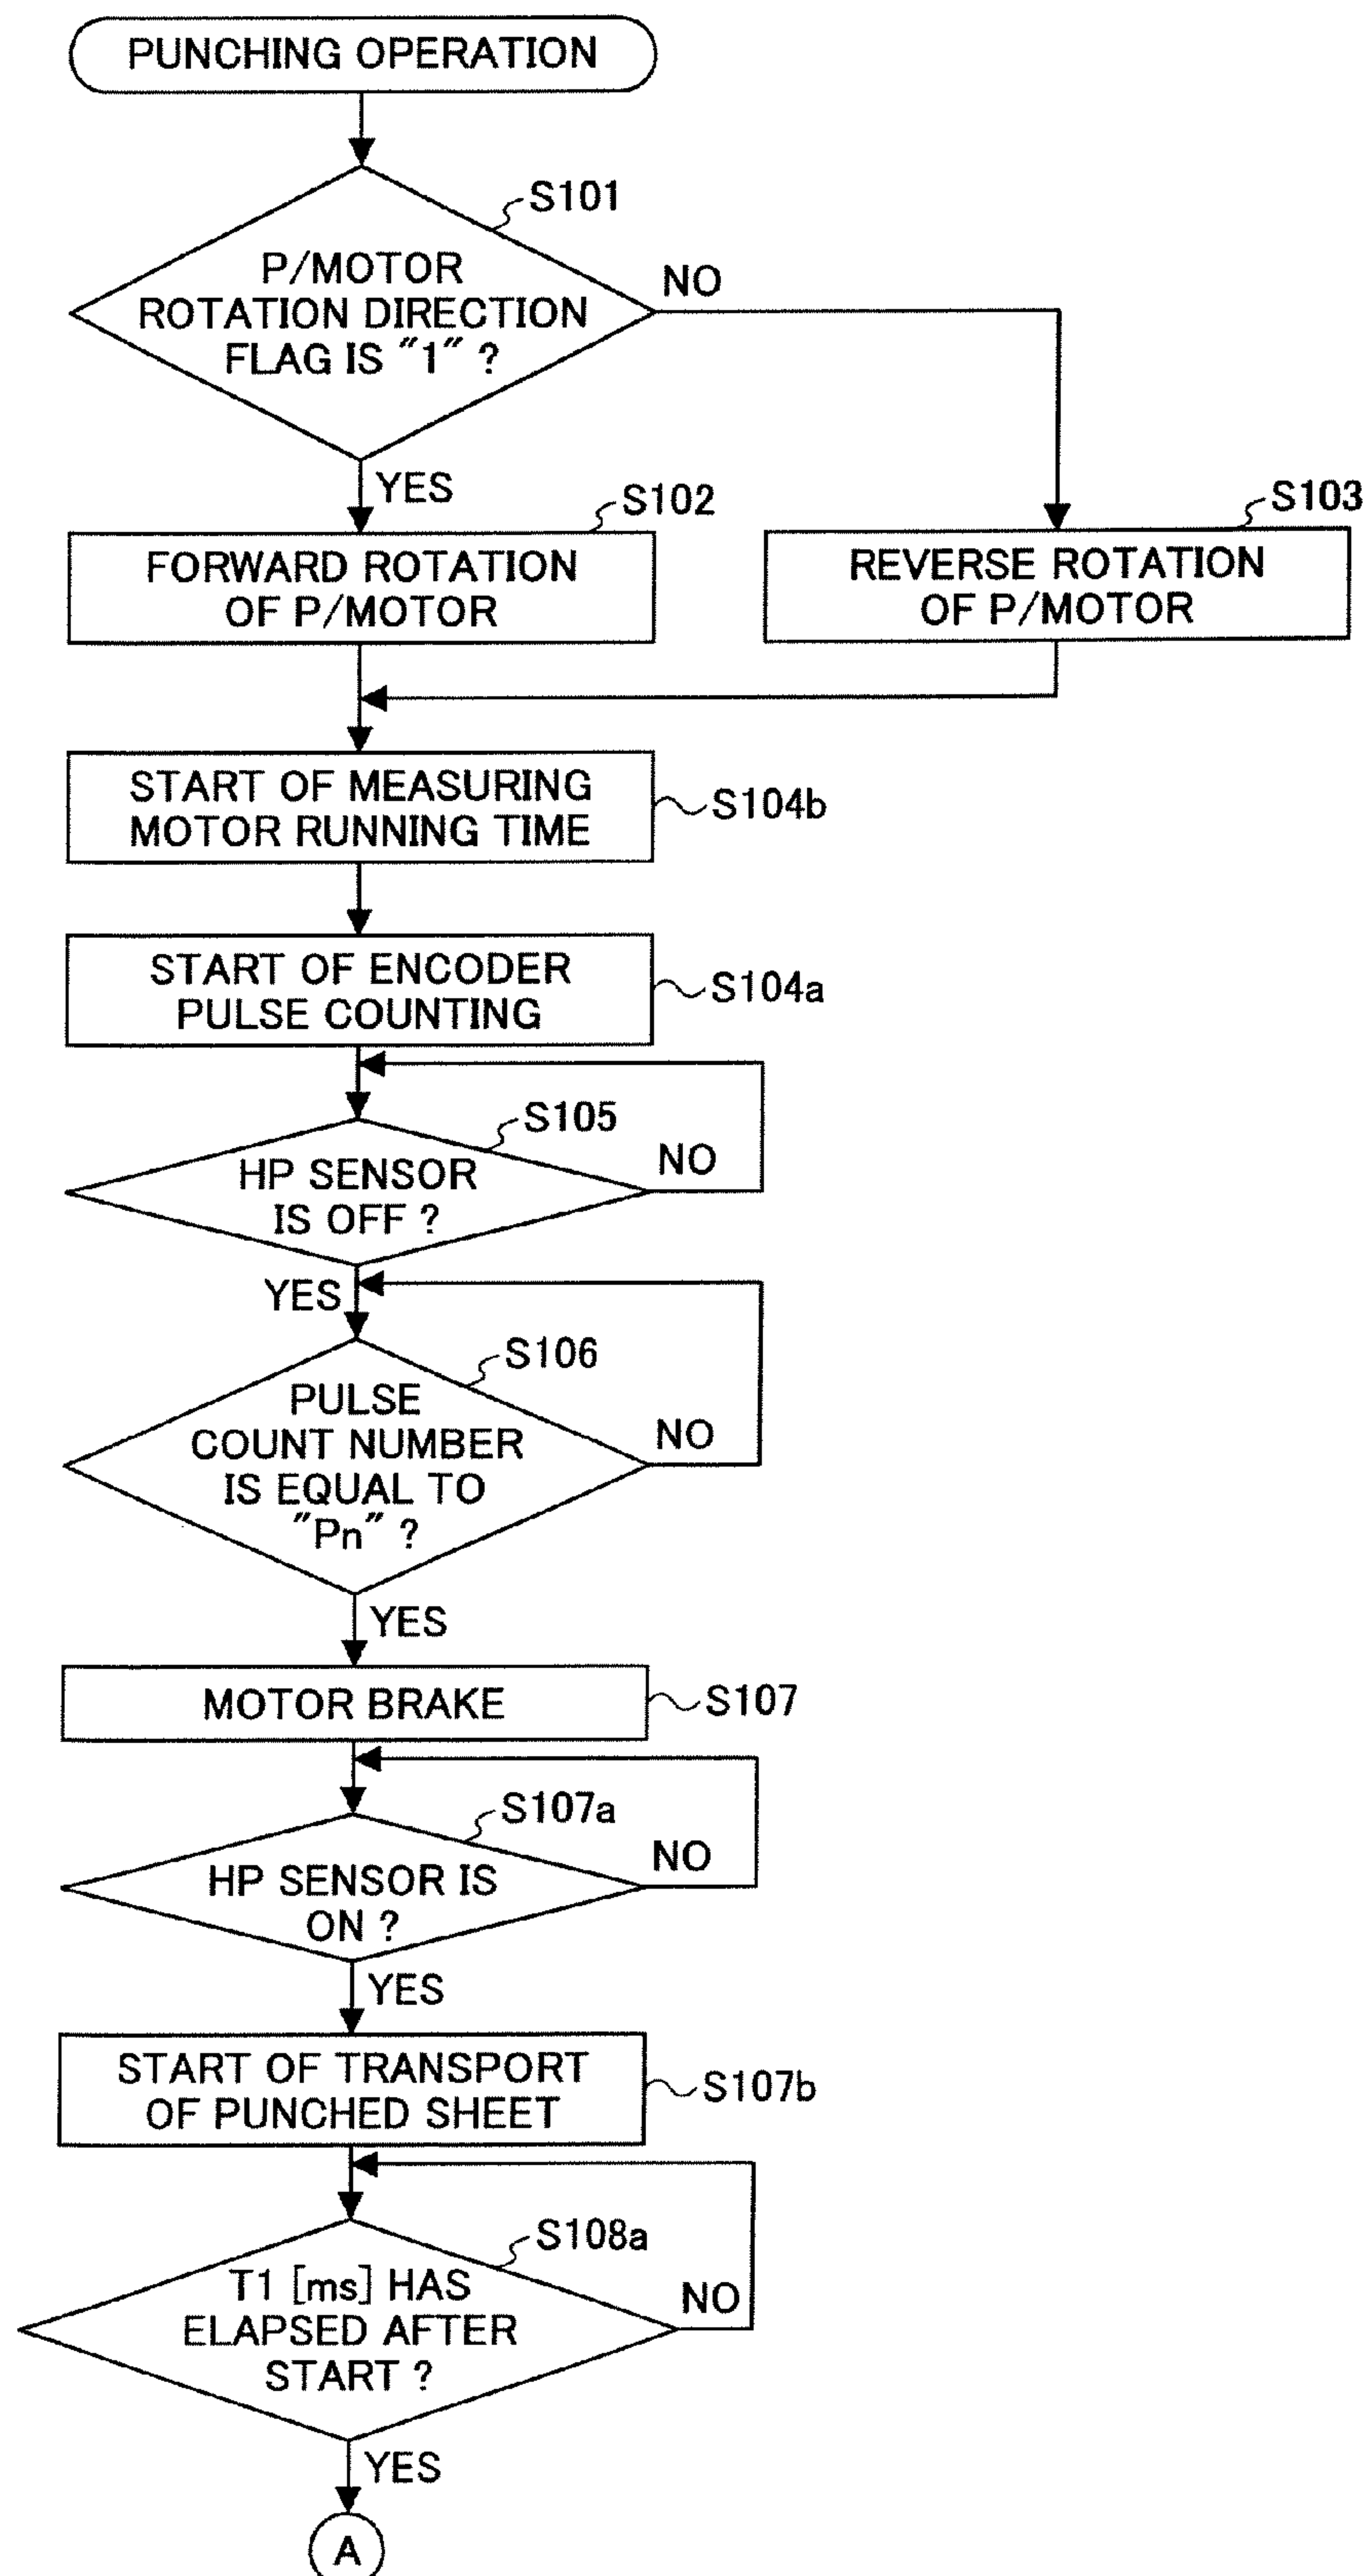 PUNCHING OPERATION
S101
P/MOTOR
ROTATION DIRECTION
FLAG IS "1" ?
NO
YES
S102
FORWARD ROTATION
OF P/MOTOR
S103
REVERSE ROTATION
OF P/MOTOR
START OF MEASURING
MOTOR RUNNING TIME
S104b
START OF ENCODER
PULSE COUNTING
S104a
S105
HP SENSOR
IS OFF ?
NO
YES
S106
PULSE
COUNT NUMBER
IS EQUAL TO
"Pn" ?
NO
YES
MOTOR BRAKE
S107
S107a
HP SENSOR IS
ON ?
NO
YES
START OF TRANSPORT
OF PUNCHED SHEET
S107b
S108a
T1 [ms] HAS
ELAPSED AFTER
START ?
NO
YES
A